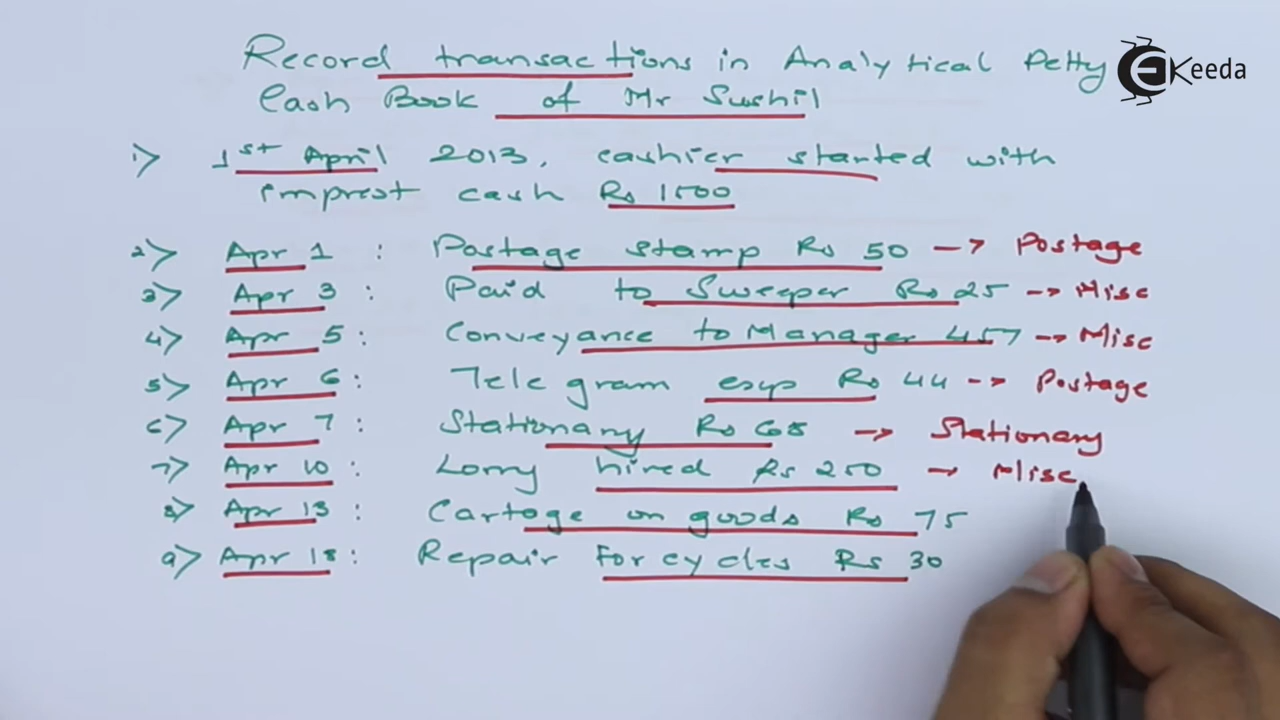 Record transactions in Analytical Petty
Cash Book of Mr Sushil
EKeeda
1) 1st April 2013, cashier started with
imprest cash Rs 1500
2) Apr 1 : Postage stamp Rs 50 → Postage
3) Apr 3 : Paid to Sweeper Rs 25 → Misc
4) Apr 5 : Conveyance to Manager 457 → Misc
5) Apr 6 : Telegram exp Rs 44 → Postage
6) Apr 7 : Stationary Rs 68 → Stationary
7) Apr 10 : Lorry hired Rs 250 → Misc
8) Apr 13 : Cartage on goods Rs 75
9) Apr 18 : Repair for cycles Rs 30